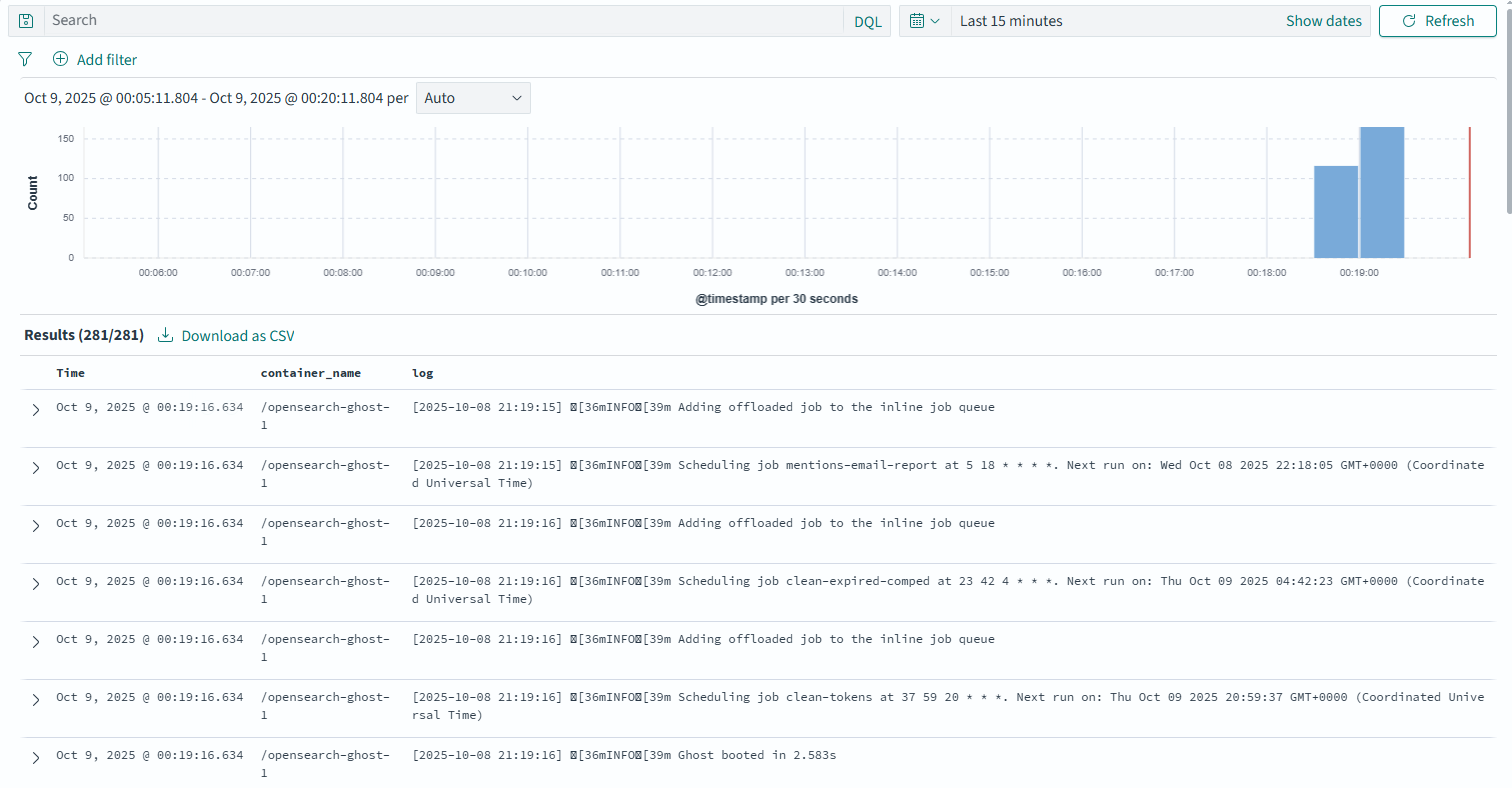 Search
DQL
Last 15 minutes
Show dates
Refresh
Add filter
Oct 9, 2025 @ 00:05:11.804 - Oct 9, 2025 @ 00:20:11.804 per
Auto
Count
150
100
50
0
00:06:00 00:07:00 00:08:00 00:09:00 00:10:00 00:11:00 00:12:00 00:13:00 00:14:00 00:15:00 00:16:00 00:17:00 00:18:00 00:19:00
@timestamp per 30 seconds
Results (281/281) Download as CSV
Time container_name log
Oct 9, 2025 @ 00:19:16.634 /opensearch-ghost- [2025-10-08 21:19:15] [36mINFO[39m Adding offloaded job to the inline job queue
1
Oct 9, 2025 @ 00:19:16.634 /opensearch-ghost- [2025-10-08 21:19:15] [36mINFO[39m Scheduling job mentions-email-report at 5 18 * * * *. Next run on: Wed Oct 08 2025 22:18:05 GMT+0000 (Coordinate
1 d Universal Time)
Oct 9, 2025 @ 00:19:16.634 /opensearch-ghost- [2025-10-08 21:19:16] [36mINFO[39m Adding offloaded job to the inline job queue
1
Oct 9, 2025 @ 00:19:16.634 /opensearch-ghost- [2025-10-08 21:19:16] [36mINFO[39m Scheduling job clean-expired-comped at 23 42 4 * * *. Next run on: Thu Oct 09 2025 04:42:23 GMT+0000 (Coordinate
1 d Universal Time)
Oct 9, 2025 @ 00:19:16.634 /opensearch-ghost- [2025-10-08 21:19:16] [36mINFO[39m Adding offloaded job to the inline job queue
1
Oct 9, 2025 @ 00:19:16.634 /opensearch-ghost- [2025-10-08 21:19:16] [36mINFO[39m Scheduling job clean-tokens at 37 59 20 * * *. Next run on: Thu Oct 09 2025 20:59:37 GMT+0000 (Coordinated Unive
1 rsal Time)
Oct 9, 2025 @ 00:19:16.634 /opensearch-ghost- [2025-10-08 21:19:16] [36mINFO[39m Ghost booted in 2.583s
1